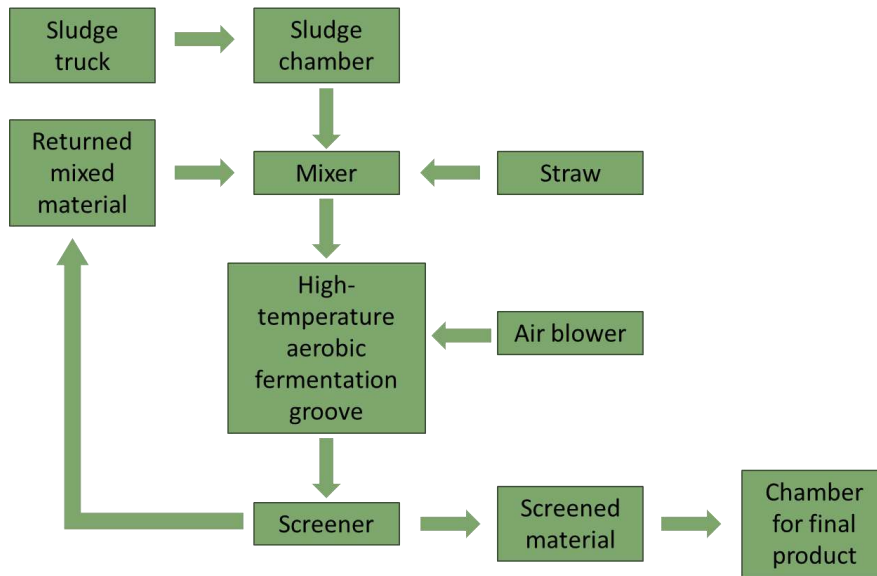 Sludge
truck
Sludge
chamber
Returned
mixed
material
Mixer
Straw
High-
temperature
aerobic
fermentation
groove
Air blower
Screener
Screened
material
Chamber
for final
product